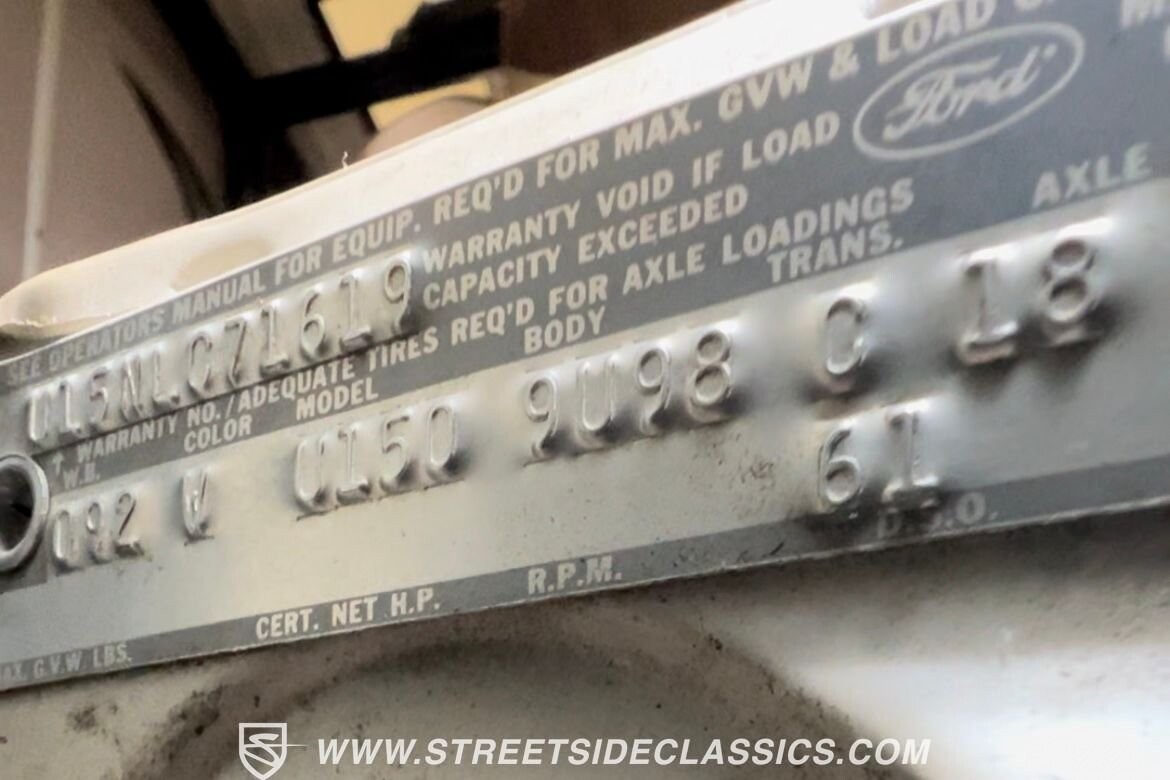 SEE OPERATORS MANUAL FOR EQUIP. REQ'D FOR MAX. GVW & LOAD
Ford
WARRANTY VOID IF LOAD
CAPACITY EXCEEDED
U15NLC71619
WARRANTY NO./ADEQUATE TIRES REQ'D FOR AXLE LOADINGS
W.B. COLOR MODEL BODY TRANS. AXLE
092 W U150 9U98 C 18
61
MAX. G.V.W. LBS. CERT. NET H.P. R.P.M. D.S.O.
WWW.STREETSIDECLASSICS.COM